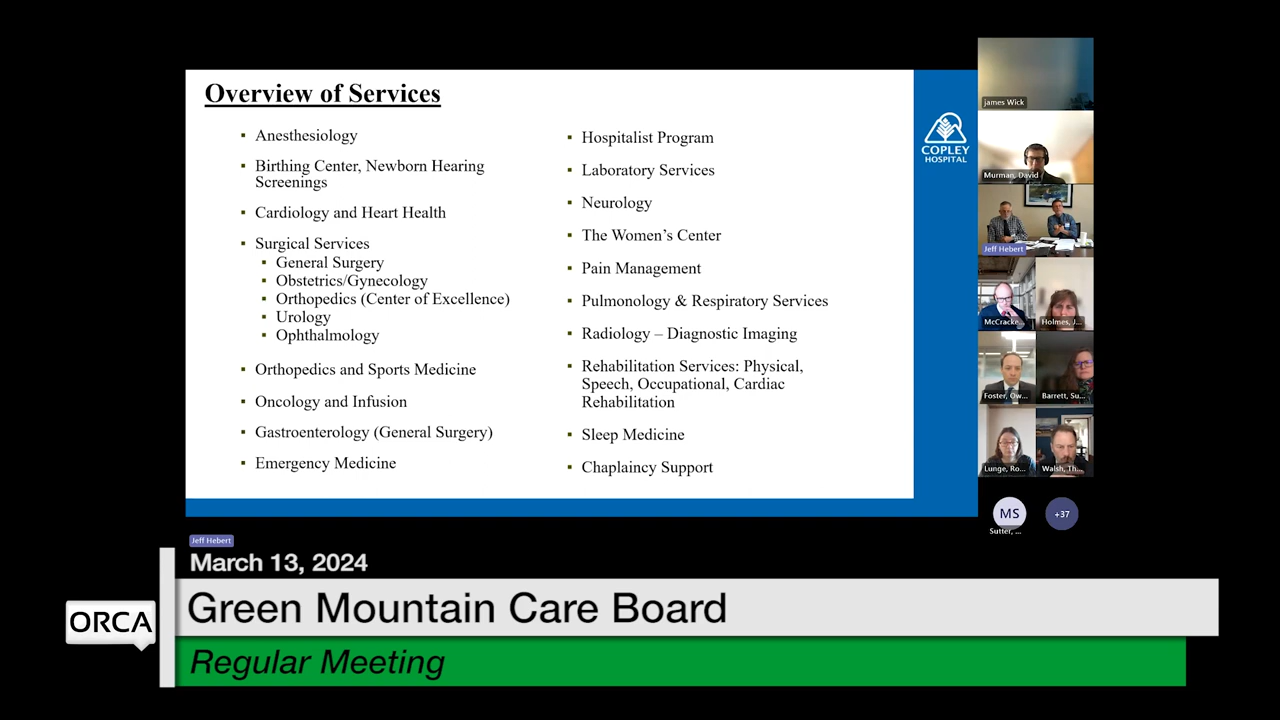 Overview of Services
Anesthesiology
Birthing Center, Newborn Hearing
Screenings
Cardiology and Heart Health
Surgical Services
General Surgery
Obstetrics/Gynecology
Orthopedics (Center of Excellence)
Urology
Ophthalmology
Orthopedics and Sports Medicine
Oncology and Infusion
Gastroenterology (General Surgery)
Emergency Medicine
Hospitalist Program
Laboratory Services
Neurology
The Women's Center
Pain Management
Pulmonology & Respiratory Services
Radiology – Diagnostic Imaging
Rehabilitation Services: Physical,
Speech, Occupational, Cardiac
Rehabilitation
Sleep Medicine
Chaplaincy Support
COPLEY
HOSPITAL
james Wick
Murman, David
Jeff Hebert
McCracke...
Holmes, J...
Foster, Ow...
Barrett, Su...
Lunge, Ro...
Walsh, Th...
MS
+37
Sutter, ...
Jeff Hebert
March 13, 2024
ORCA
Green Mountain Care Board
Regular Meeting